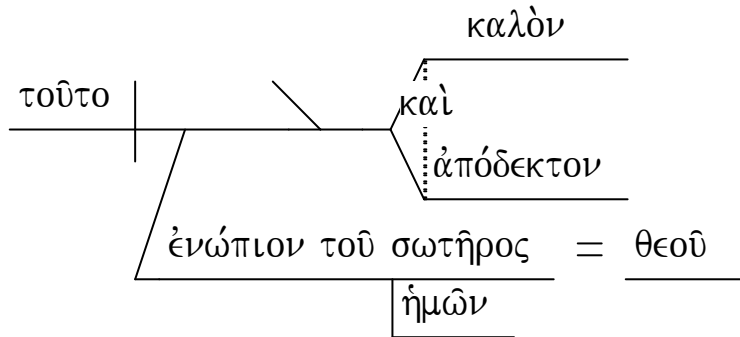 καλὸν
τοῦτο
καὶ
ἀπόδεκτον
ἐνώπιον τοῦ σωτῆρος = θεοῦ
ἡμῶν